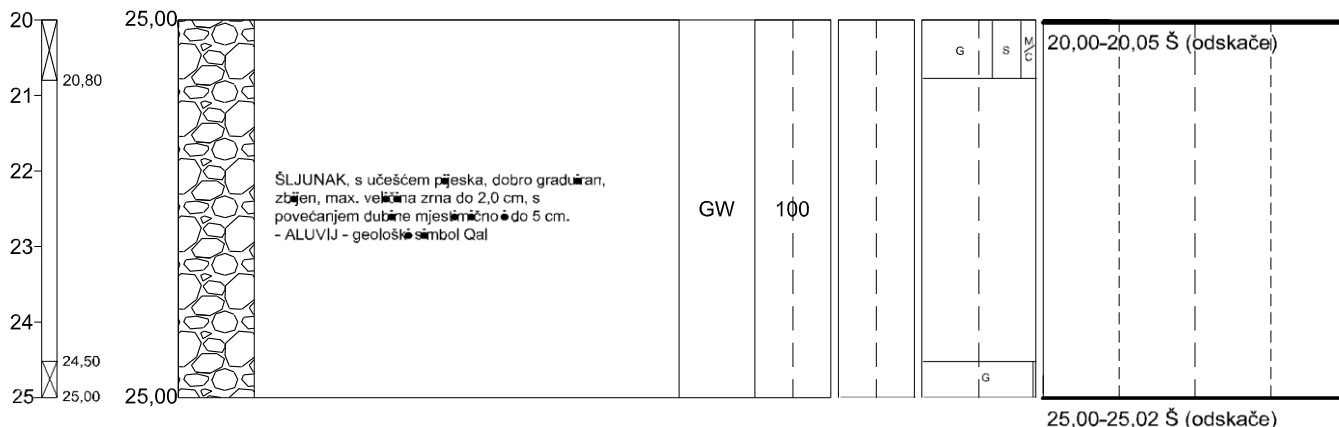 20
25,00
20,80
G S M/C
20,00-20,05 Š (odskače)
21
22
ŠLJUNAK, s učešćem pijeska, dobro graduiran,
zbijen, max. veličina zrna do 2,0 cm, s
povećanjem dubine mjestimično i do 5 cm.
- ALUVIJ - geološki simbol Qal
GW
100
23
24
24,50
G
25
25,00
25,00
25,00-25,02 Š (odskače)